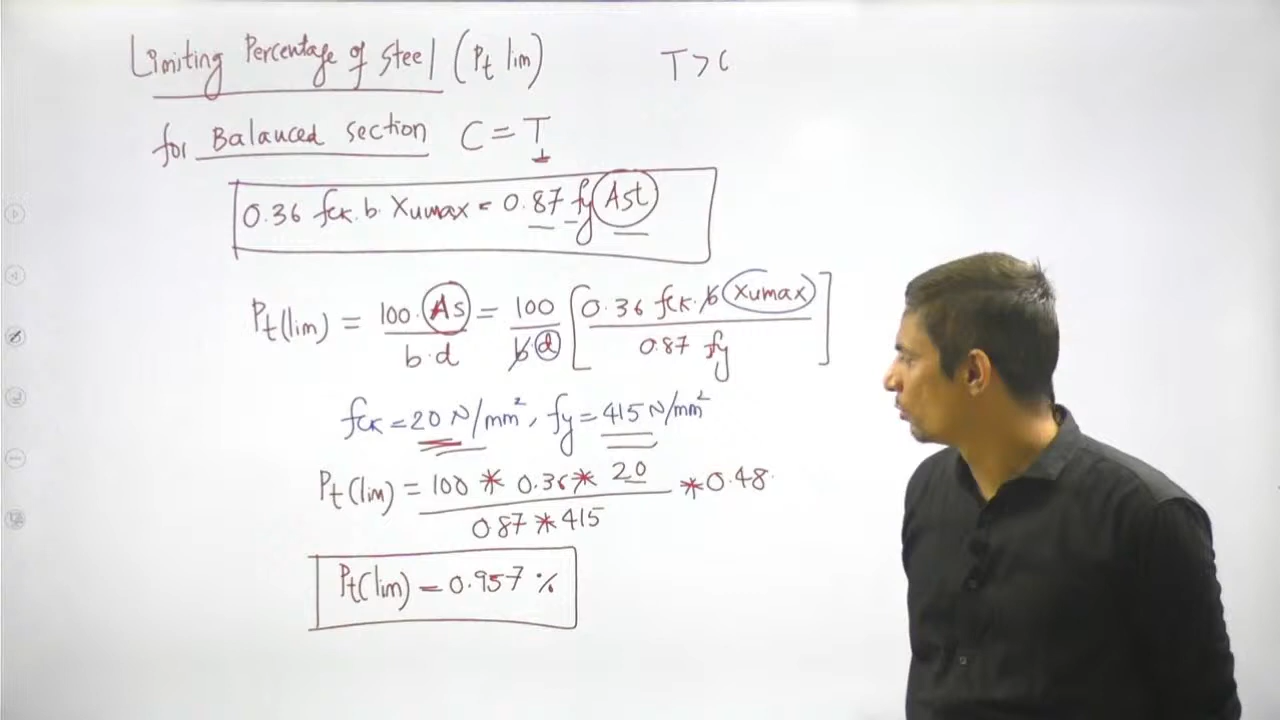 Limiting Percentage of Steel (Pt lim) T > C
for Balanced section C = T
0.36 fck. b. Xumax = 0.87 fy Ast
Pt(lim) = 100. As / b.d = 100 / b.d [ 0.36 fck. b Xumax / 0.87 fy ]
fck = 20 N/mm², fy = 415 N/mm²
Pt(lim) = 100 * 0.36 * 20 / 0.87 * 415 * 0.48.
Pt(lim) = 0.957 %